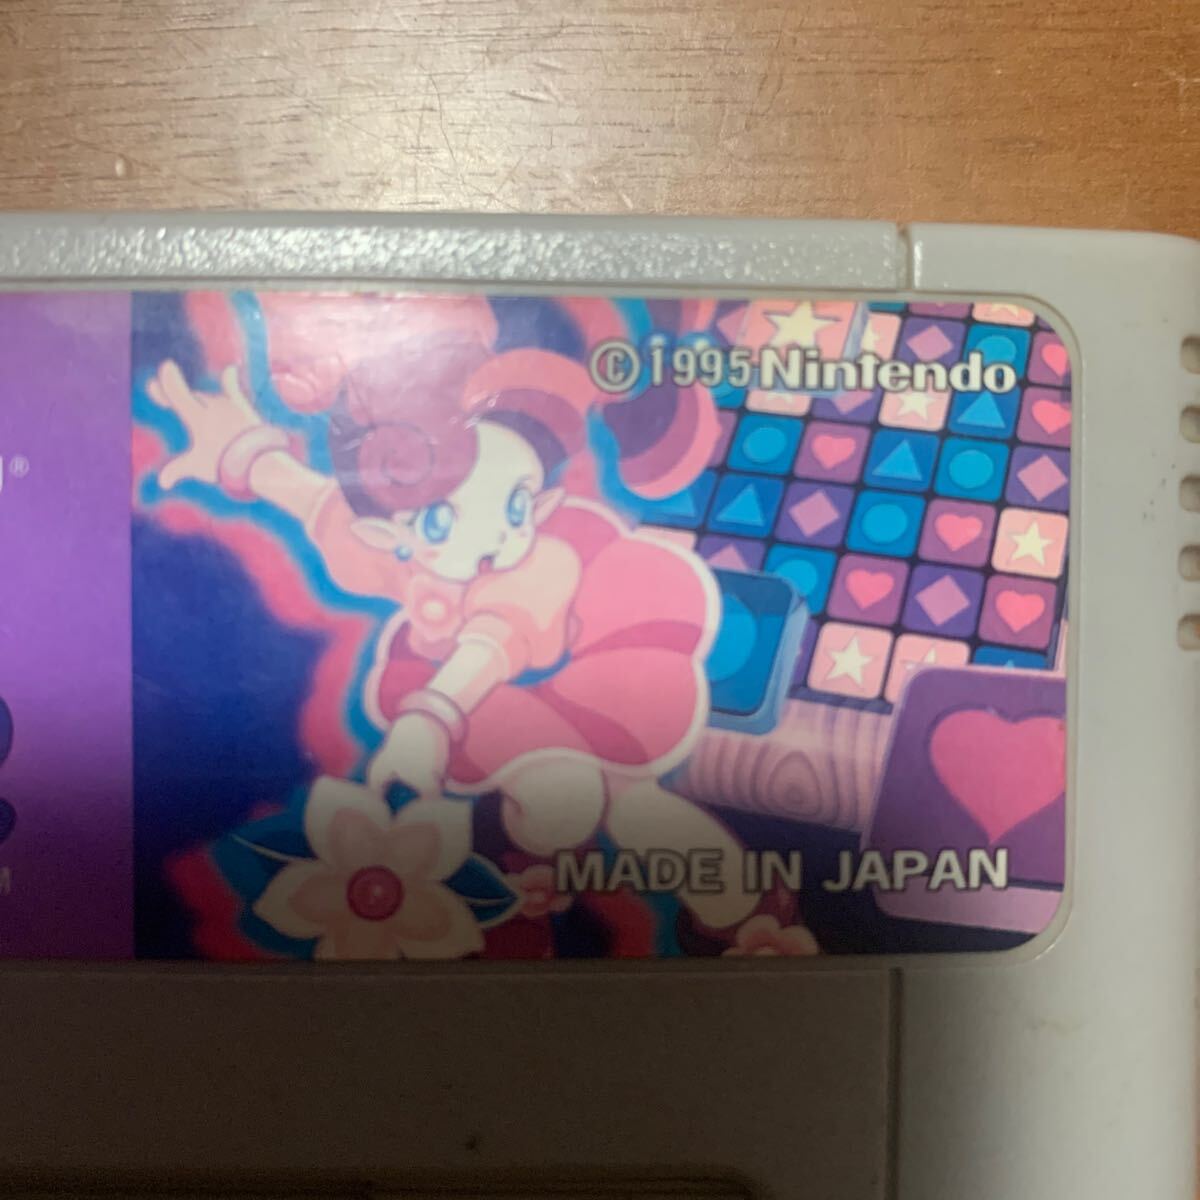 ©1995 Nintendo
®
MADE IN JAPAN
M